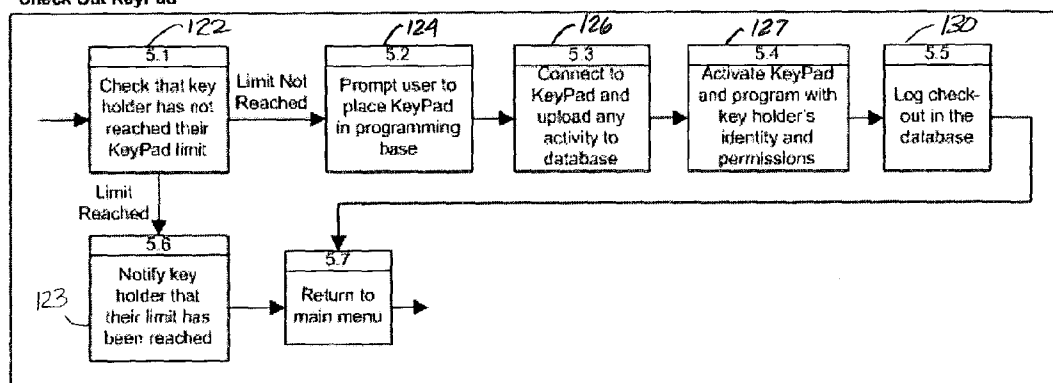 Check Out KeyPad
122
124
126
127
130
5.1
Check that key
holder has not
reached their
KeyPad limit
Limit Not
Reached
5.2
Prompt user to
place KeyPad
in programming
base
5.3
Connect to
KeyPad and
upload any
activity to
database
5.4
Activate KeyPad
and program with
key holder's
identity and
permissions
5.5
Log check-
out in the
database
Limit
Reached
5.6
Notify key
holder that
their limit has
been reached
123
5.7
Return to
main menu